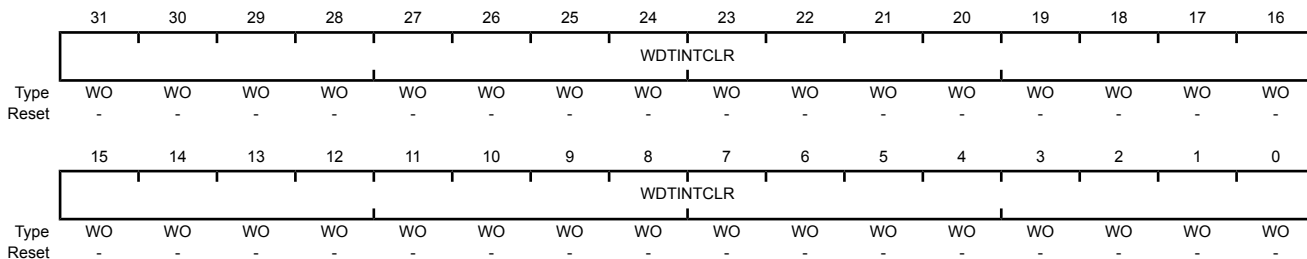 31 30 29 28 27 26 25 24 23 22 21 20 19 18 17 16
WDTINTCLR
Type WO WO WO WO WO WO WO WO WO WO WO WO WO WO WO WO
Reset - - - - - - - - - - - - - - - -
15 14 13 12 11 10 9 8 7 6 5 4 3 2 1 0
WDTINTCLR
Type WO WO WO WO WO WO WO WO WO WO WO WO WO WO WO WO
Reset - - - - - - - - - - - - - - - -